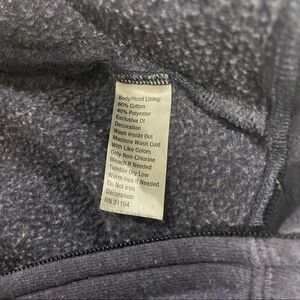 Body/Hood Lining:
60% Cotton
40% Polyester
Exclusive Of
Decoration
Wash Inside Out
Machine Wash Cold
With Like Colors
Only Non-Chlorine
Bleach If Needed
Tumble Dry Low
Warm Iron If Needed
Do Not Iron
Decoration
RN 31104